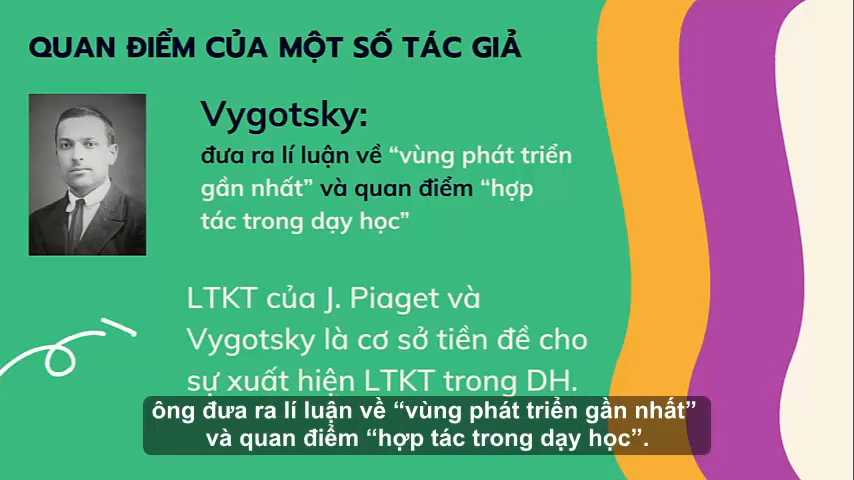 QUAN ĐIỂM CỦA MỘT SỐ TÁC GIẢ
Vygotsky:
đưa ra lí luận về “vùng phát triển
gần nhất” và quan điểm “hợp
tác trong dạy học”
LTKT của J. Piaget và
Vygotsky là cơ sở tiền đề cho
sự xuất hiện LTKT trong DH.
ông đưa ra lí luận về “vùng phát triển gần nhất”
và quan điểm “hợp tác trong dạy học”.